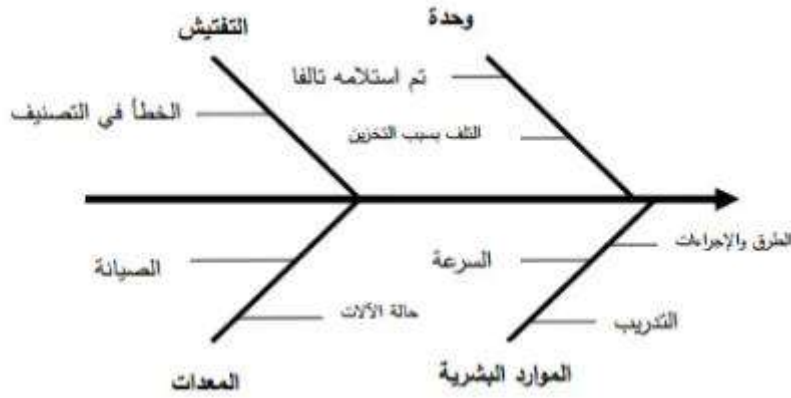 وحدة
التفتيش
تم استلامه تالفا
الخطأ في التصنيف
التلف بسبب التخزين
الطرق والإجراءات
السرعة
الصيانة
حالة الآلات
التدريب
الموارد البشرية
المعدات